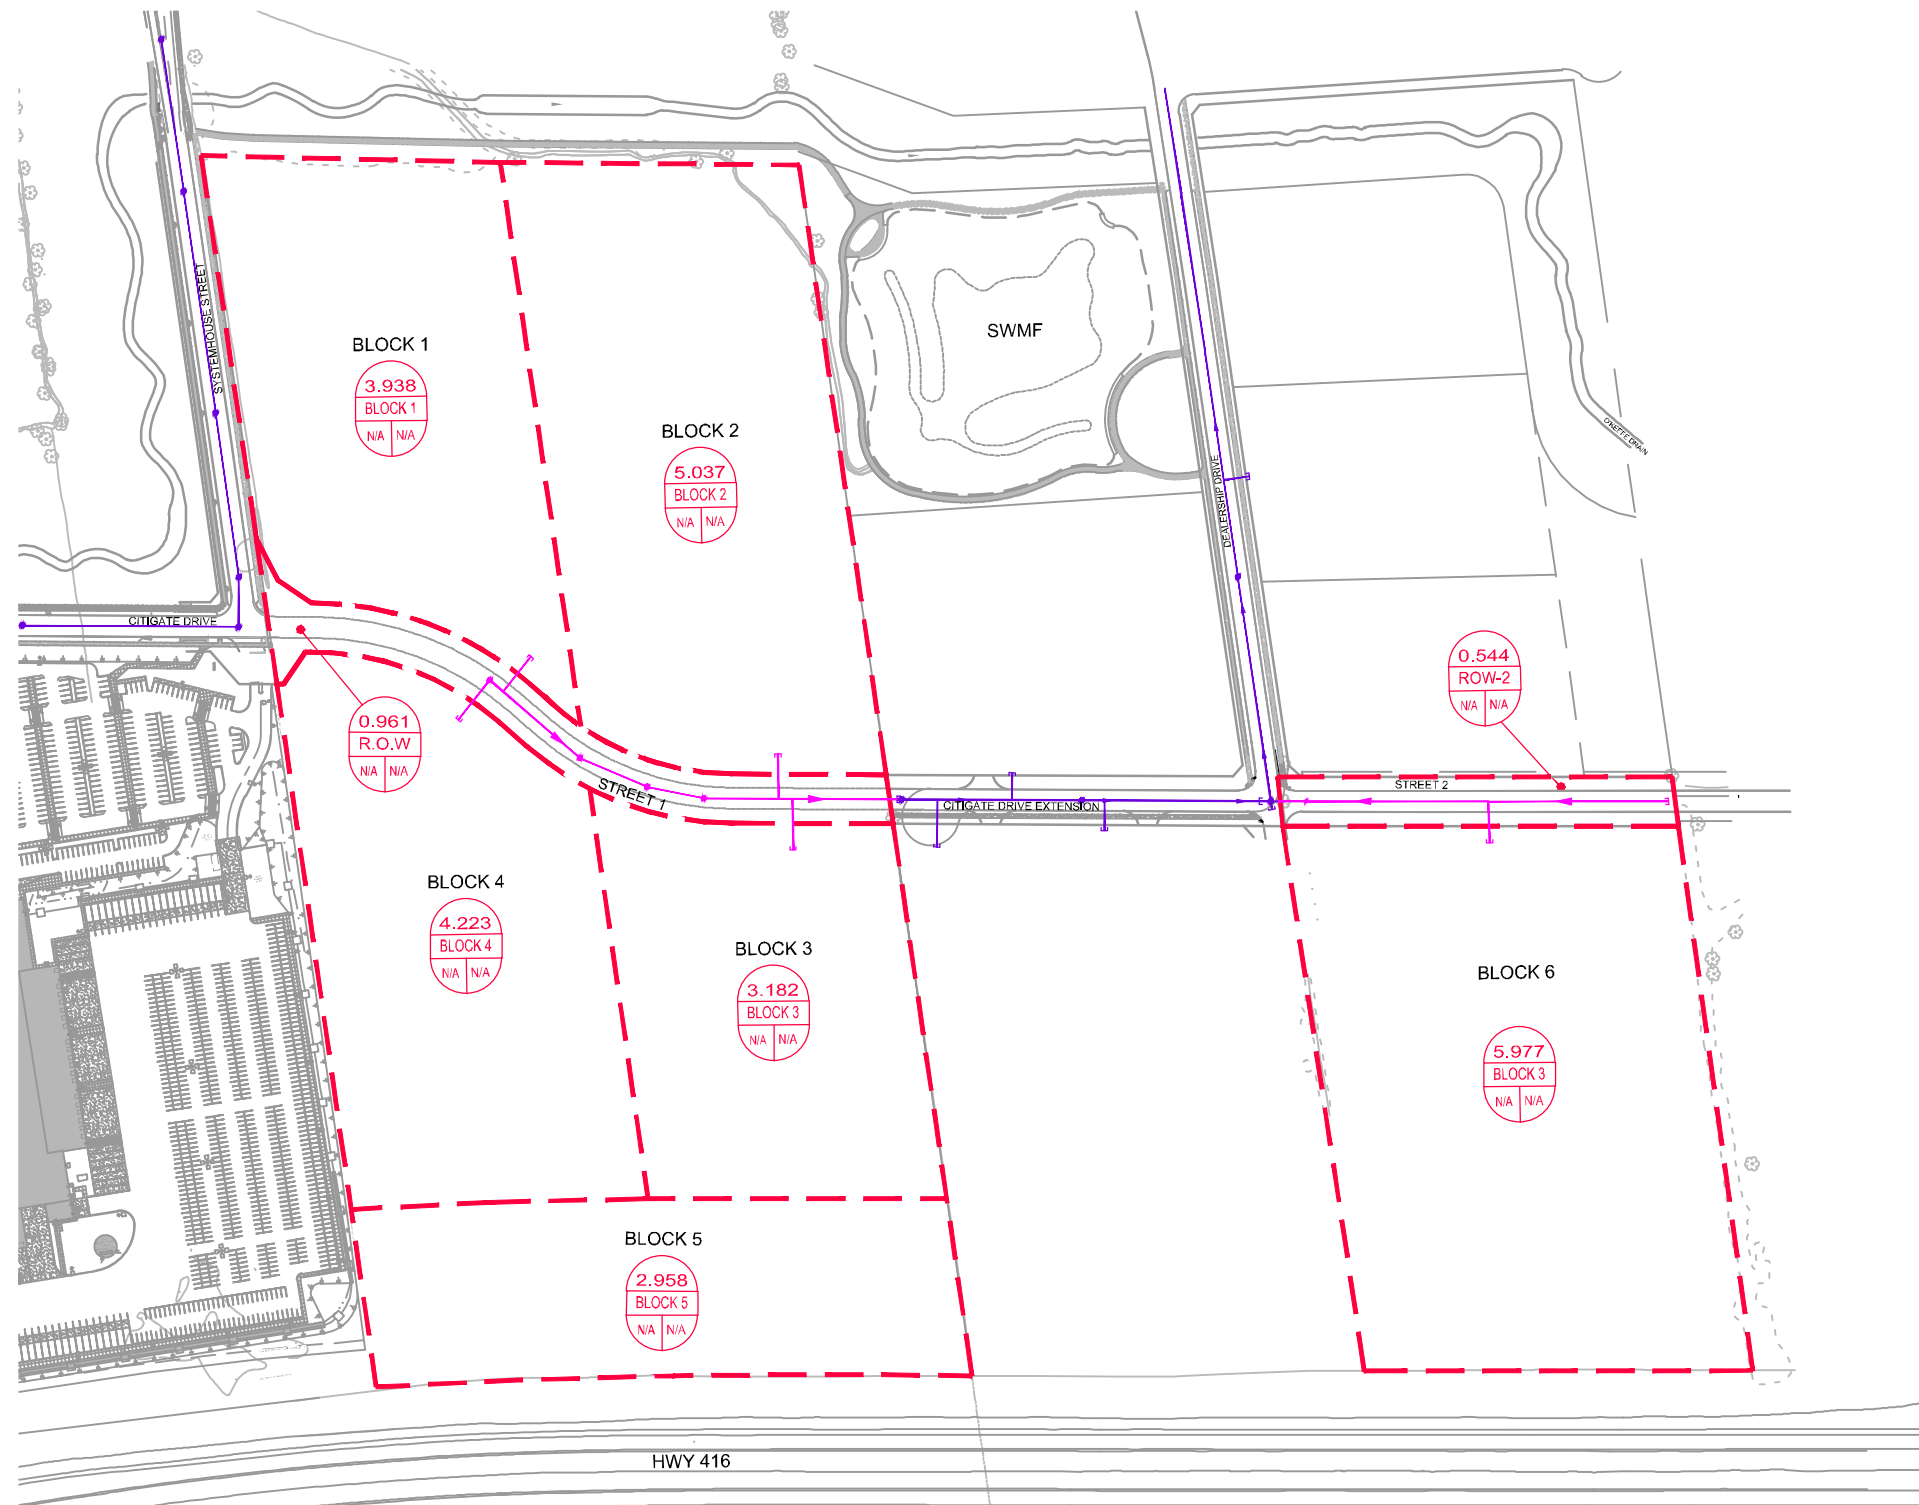 SYSTEMHOUSE STREET
BLOCK 1
3.938
BLOCK 1
N/A N/A
BLOCK 2
5.037
BLOCK 2
N/A N/A
SWMF
D'NETTE DRAIN
DEALERSHIP DRIVE
CITIGATE DRIVE
0.961
R.O.W
N/A N/A
0.544
ROW-2
N/A N/A
STREET 1
CITIGATE DRIVE EXTENSION
STREET 2
BLOCK 4
4.223
BLOCK 4
N/A N/A
BLOCK 3
3.182
BLOCK 3
N/A N/A
BLOCK 6
5.977
BLOCK 3
N/A N/A
BLOCK 5
2.958
BLOCK 5
N/A N/A
HWY 416